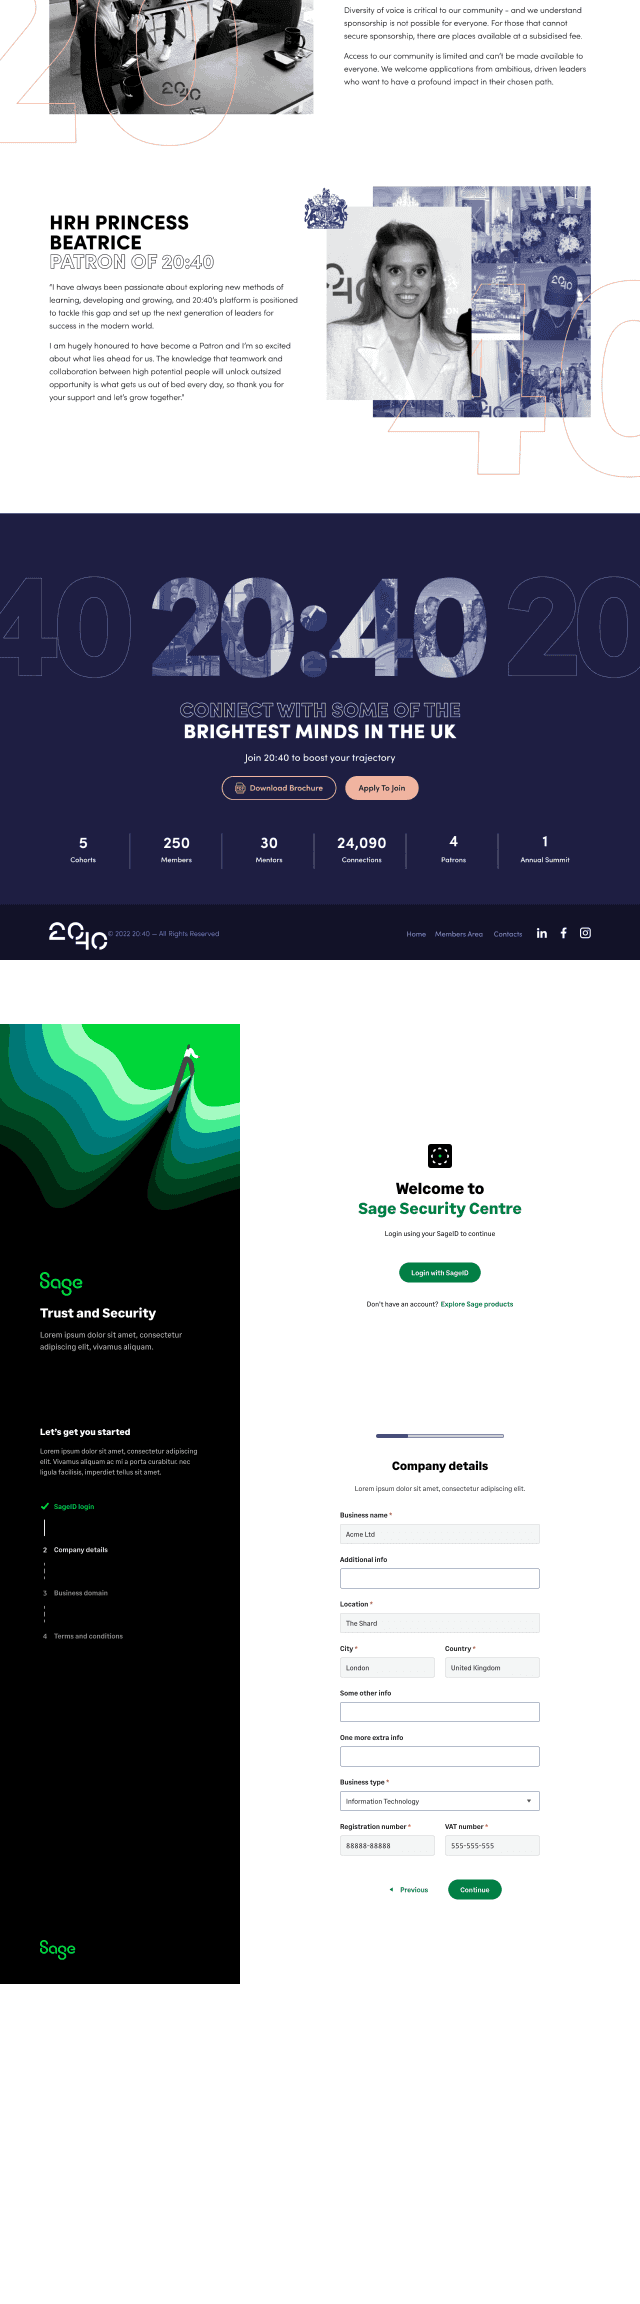 20
2040
Diversity of voice is critical to our community - and we understand
sponsorship is not possible for everyone. For those that cannot
secure sponsorship, there are places available at a subsidised fee.
Access to our community is limited and can't be made available to
everyone. We welcome applications from ambitious, driven leaders
who want to have a profound impact in their chosen path.
HRH PRINCESS
BEATRICE
PATRON OF 20:40
"I have always been passionate about exploring new methods of
learning, developing and growing, and 20:40's platform is positioned
to tackle this gap and set up the next generation of leaders for
success in the modern world.
I am hugely honoured to have become a Patron and I'm so excited
about what lies ahead for us. The knowledge that teamwork and
collaboration between high potential people will unlock outsized
opportunity is what gets us out of bed every day, so thank you for
your support and let's grow together."
2040
40
40 20:40 20
CONNECT WITH SOME OF THE
BRIGHTEST MINDS IN THE UK
Join 20:40 to boost your trajectory
Download Brochure Apply To Join
5 250 30 24,090 4 1
Cohorts Members Mentors Connections Patrons Annual Summit
2040 © 2022 20:40 — All Rights Reserved Home Members Area Contacts
Sage
Trust and Security
Lorem ipsum dolor sit amet, consectetur
adipiscing elit, vivamus aliquam.
Welcome to
Sage Security Centre
Login using your SageID to continue
Login with SageID
Don't have an account? Explore Sage products
Let's get you started
Lorem ipsum dolor sit amet, consectetur adipiscing
elit. Vivamus aliquam ac mi a porta curabitur. nec
ligula facilisis, imperdiet tellus sit amet.
SageID login
2 Company details
3 Business domain
4 Terms and conditions
Sage
Company details
Lorem ipsum dolor sit amet, consectetur adipiscing elit.
Business name *
Acme Ltd
Additional info
Location *
The Shard
City * Country *
London United Kingdom
Some other info
One more extra info
Business type *
Information Technology
Registration number * VAT number *
88888-88888 555-555-555
Previous Continue